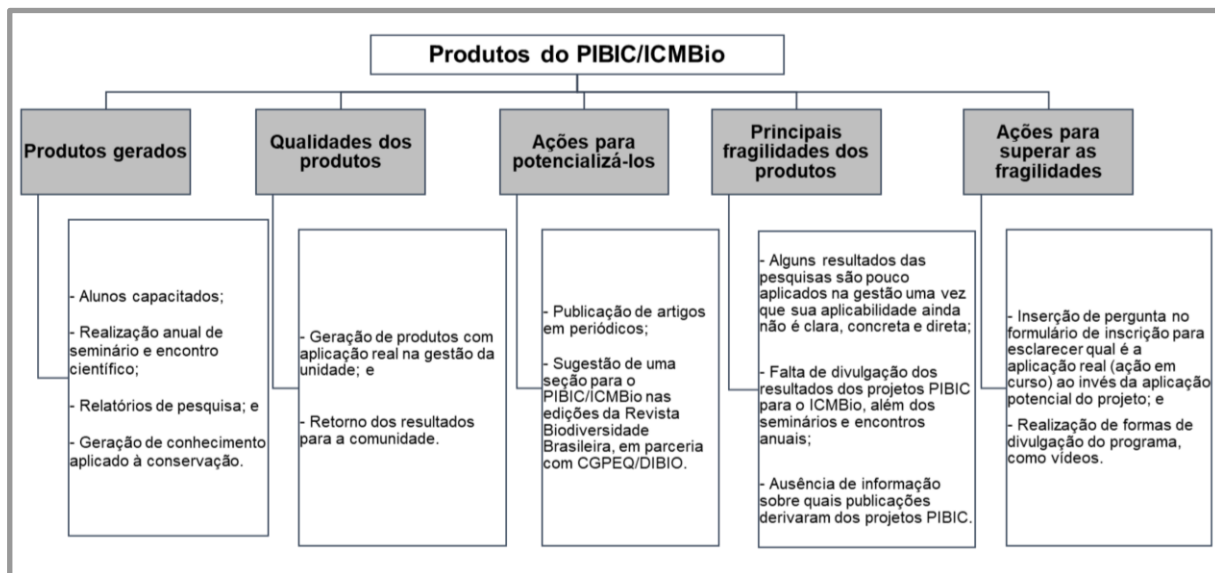 Produtos do PIBIC/ICMBio
Produtos gerados
Qualidades dos
produtos
Ações para
potencializá-los
Principais
fragilidades dos
produtos
Ações para
superar as
fragilidades
- Alunos capacitados;
- Realização anual de
seminário e encontro
científico;
- Relatórios de pesquisa; e
- Geração de conhecimento
aplicado à conservação.
- Geração de produtos com
aplicação real na gestão da
unidade; e
- Retorno dos resultados
para a comunidade.
- Publicação de artigos
em periódicos;
- Sugestão de uma
seção para o
PIBIC/ICMBio nas
edições da Revista
Biodiversidade
Brasileira, em parceria
com CGPEQ/DIBIO.
- Alguns resultados das
pesquisas são pouco
aplicados na gestão uma vez
que sua aplicabilidade ainda
não é clara, concreta e direta;
- Falta de divulgação dos
resultados dos projetos PIBIC
para o ICMBio, além dos
seminários e encontros
anuais;
- Ausência de informação
sobre quais publicações
derivaram dos projetos PIBIC.
- Inserção de pergunta no
formulário de inscrição para
esclarecer qual é a
aplicação real (ação em
curso) ao invés da aplicação
potencial do projeto; e
- Realização de formas de
divulgação do programa,
como vídeos.